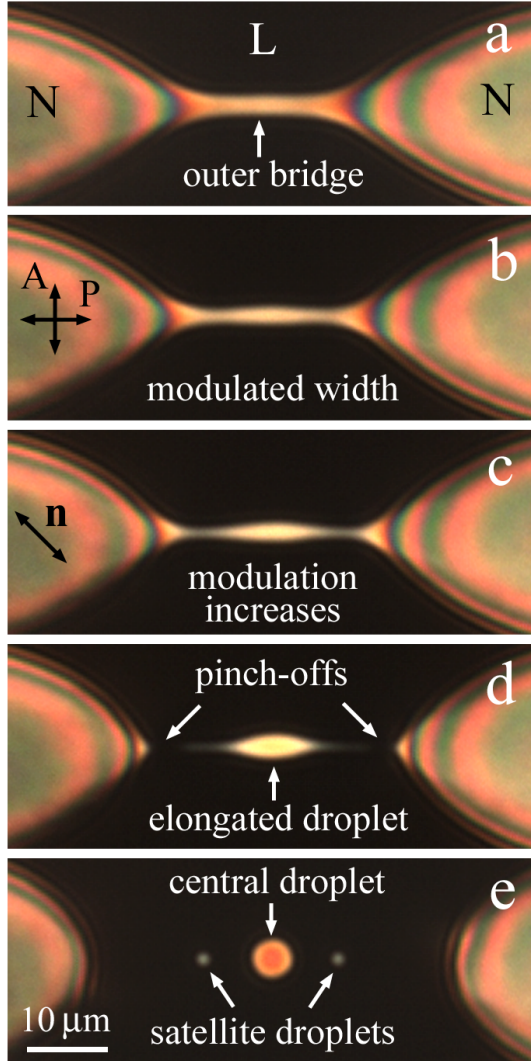 L
a
N
N
outer bridge
b
A
P
modulated width
c
n
modulation
increases
pinch-offs
d
elongated droplet
central droplet
e
10 μm
satellite droplets